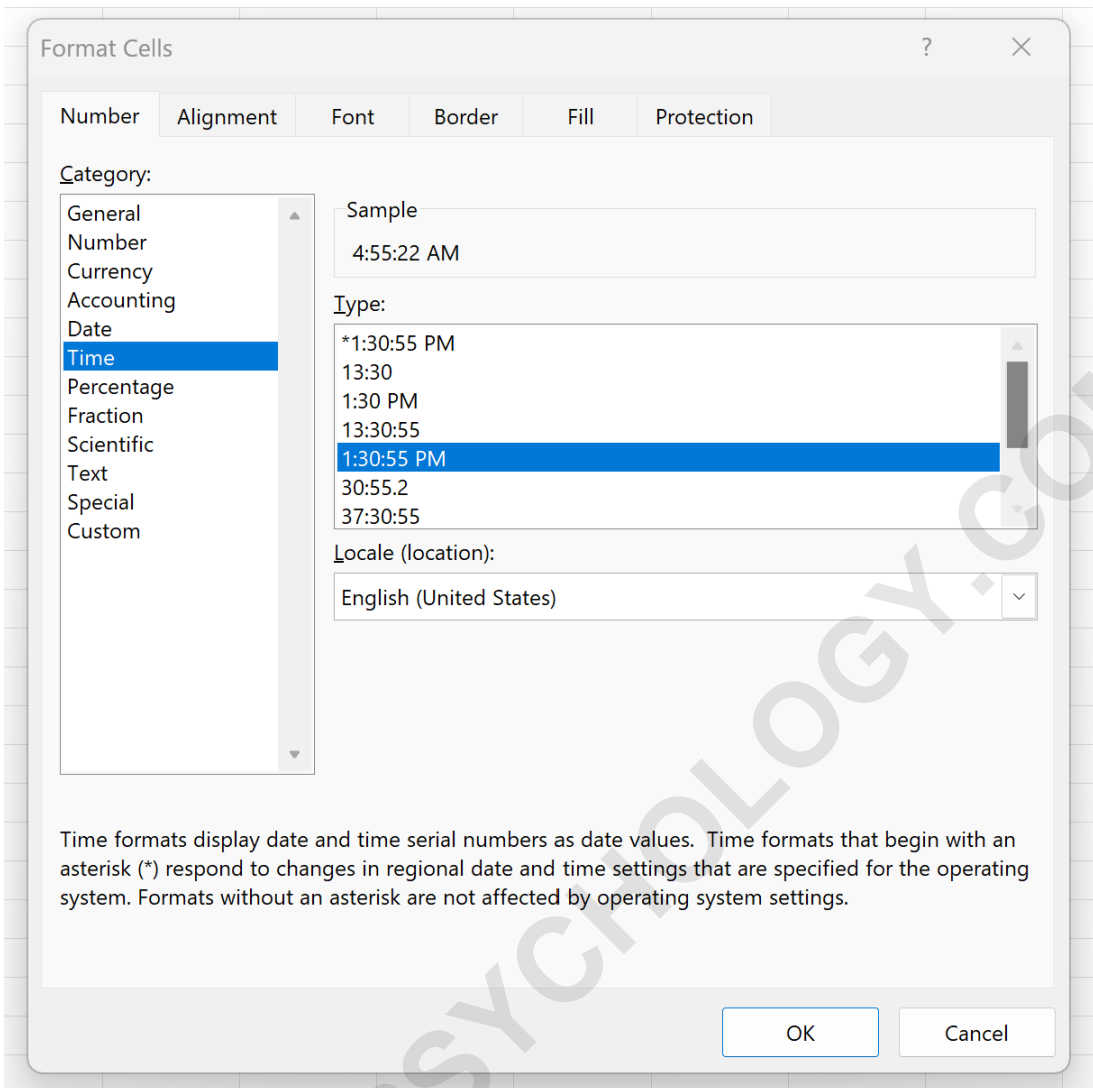 Format Cells
?
Number Alignment Font Border Fill Protection
Category:
General
Number
Currency
Accounting
Date
Time
Percentage
Fraction
Scientific
Text
Special
Custom
Sample
4:55:22 AM
Type:
*1:30:55 PM
13:30
1:30 PM
13:30:55
1:30:55 PM
30:55.2
37:30:55
Locale (location):
English (United States)
Time formats display date and time serial numbers as date values.  Time formats that begin with an
asterisk (*) respond to changes in regional date and time settings that are specified for the operating
system. Formats without an asterisk are not affected by operating system settings.
OK Cancel
PSYCHOLOGY.CO